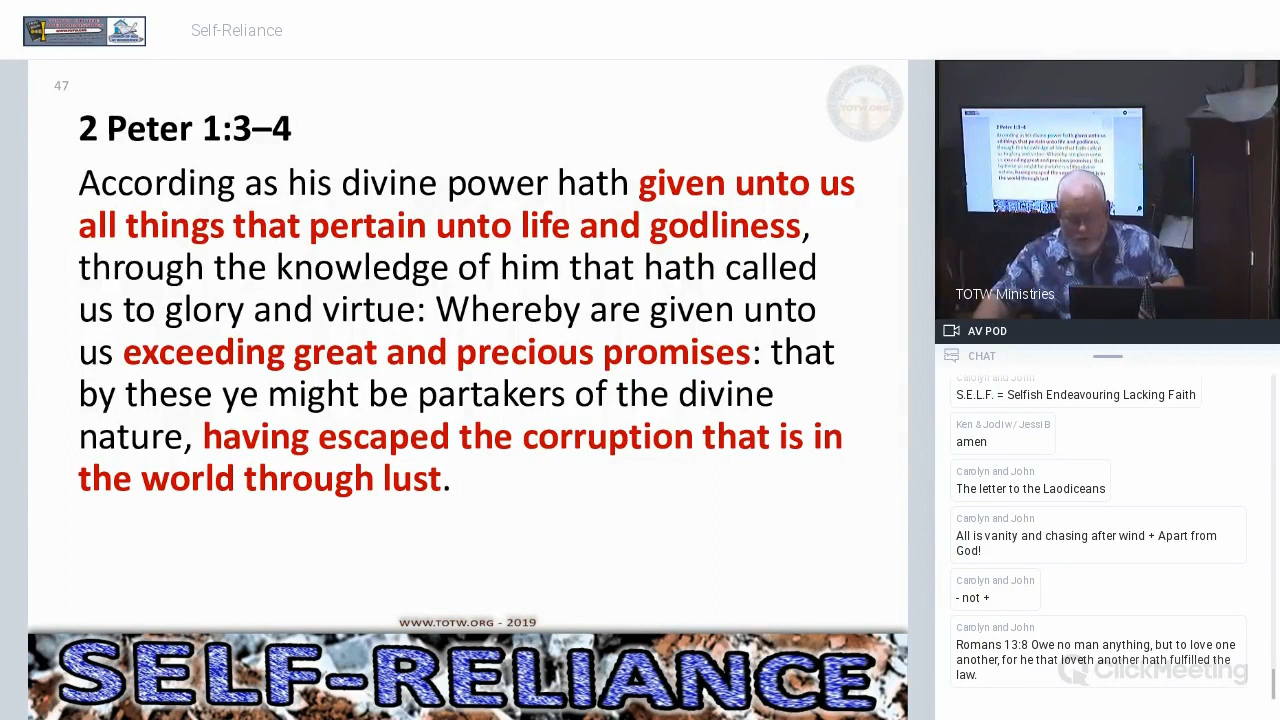 Self-Reliance
47
TOTW.ORG
2 Peter 1:3–4
According as his divine power hath given unto us
all things that pertain unto life and godliness,
through the knowledge of him that hath called
us to glory and virtue: Whereby are given unto
us exceeding great and precious promises: that
by these ye might be partakers of the divine
nature, having escaped the corruption that is in
the world through lust.
WWW.TOTW.ORG - 2019
SELF-RELIANCE
TOTW Ministries
AV POD
CHAT
Carolyn and John
S.E.L.F. = Selfish Endeavouring Lacking Faith
Ken & Jodi w/ Jessi B
amen
Carolyn and John
The letter to the Laodiceans
Carolyn and John
All is vanity and chasing after wind + Apart from
God!
Carolyn and John
- not +
Carolyn and John
Romans 13:8 Owe no man anything, but to love one
another, for he that loveth another hath fulfilled the
law.
ClickMeeting